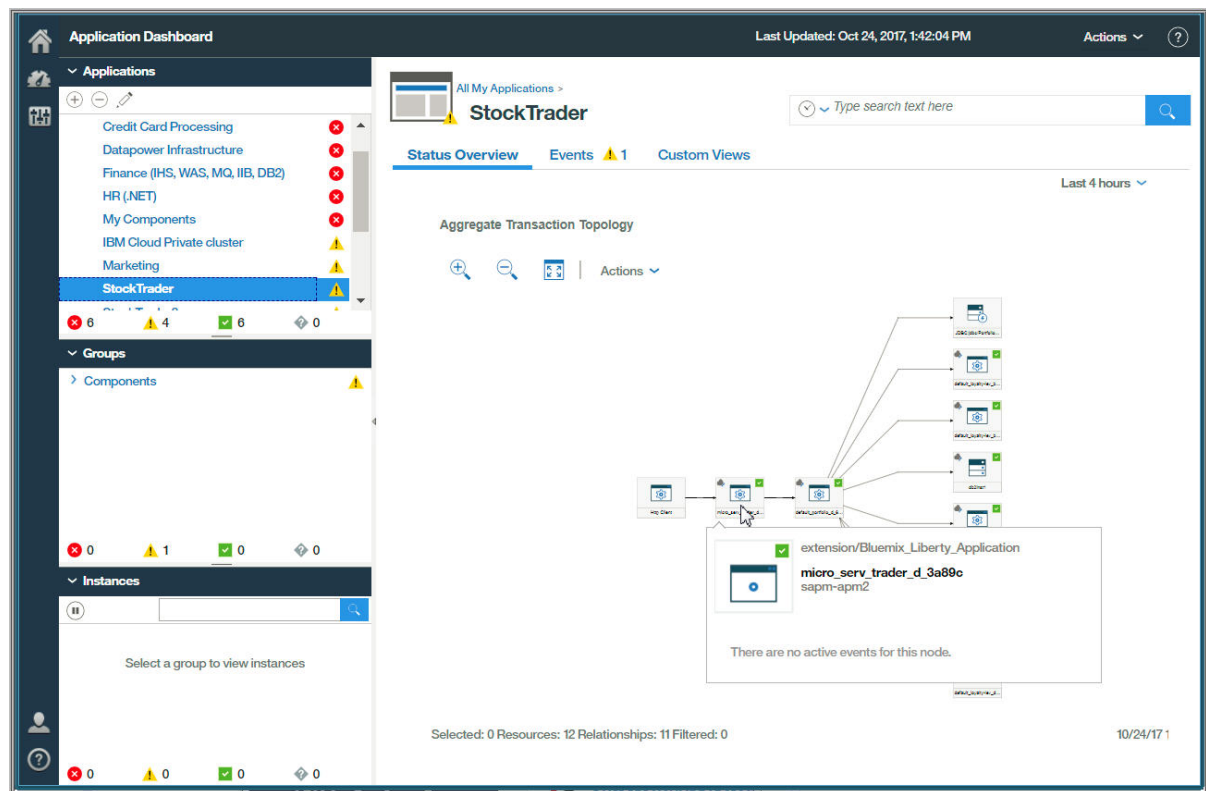 Application Dashboard
Last Updated: Oct 24, 2017, 1:42:04 PM
Actions
?
Applications
Credit Card Processing
Datapower Infrastructure
Finance (IHS, WAS, MQ, IIB, DB2)
HR (.NET)
My Components
IBM Cloud Private cluster
Marketing
StockTrader
6
4
6
0
Groups
Components
0
1
0
0
Instances
Select a group to view instances
0
0
0
0
All My Applications >
StockTrader
Type search text here
Status Overview
Events
1
Custom Views
Last 4 hours
Aggregate Transaction Topology
Actions
extension/Bluemix_Liberty_Application
micro_serv_trader_d_3a89c
sapm-apm2
There are no active events for this node.
Selected: 0 Resources: 12 Relationships: 11 Filtered: 0
10/24/17 1
?